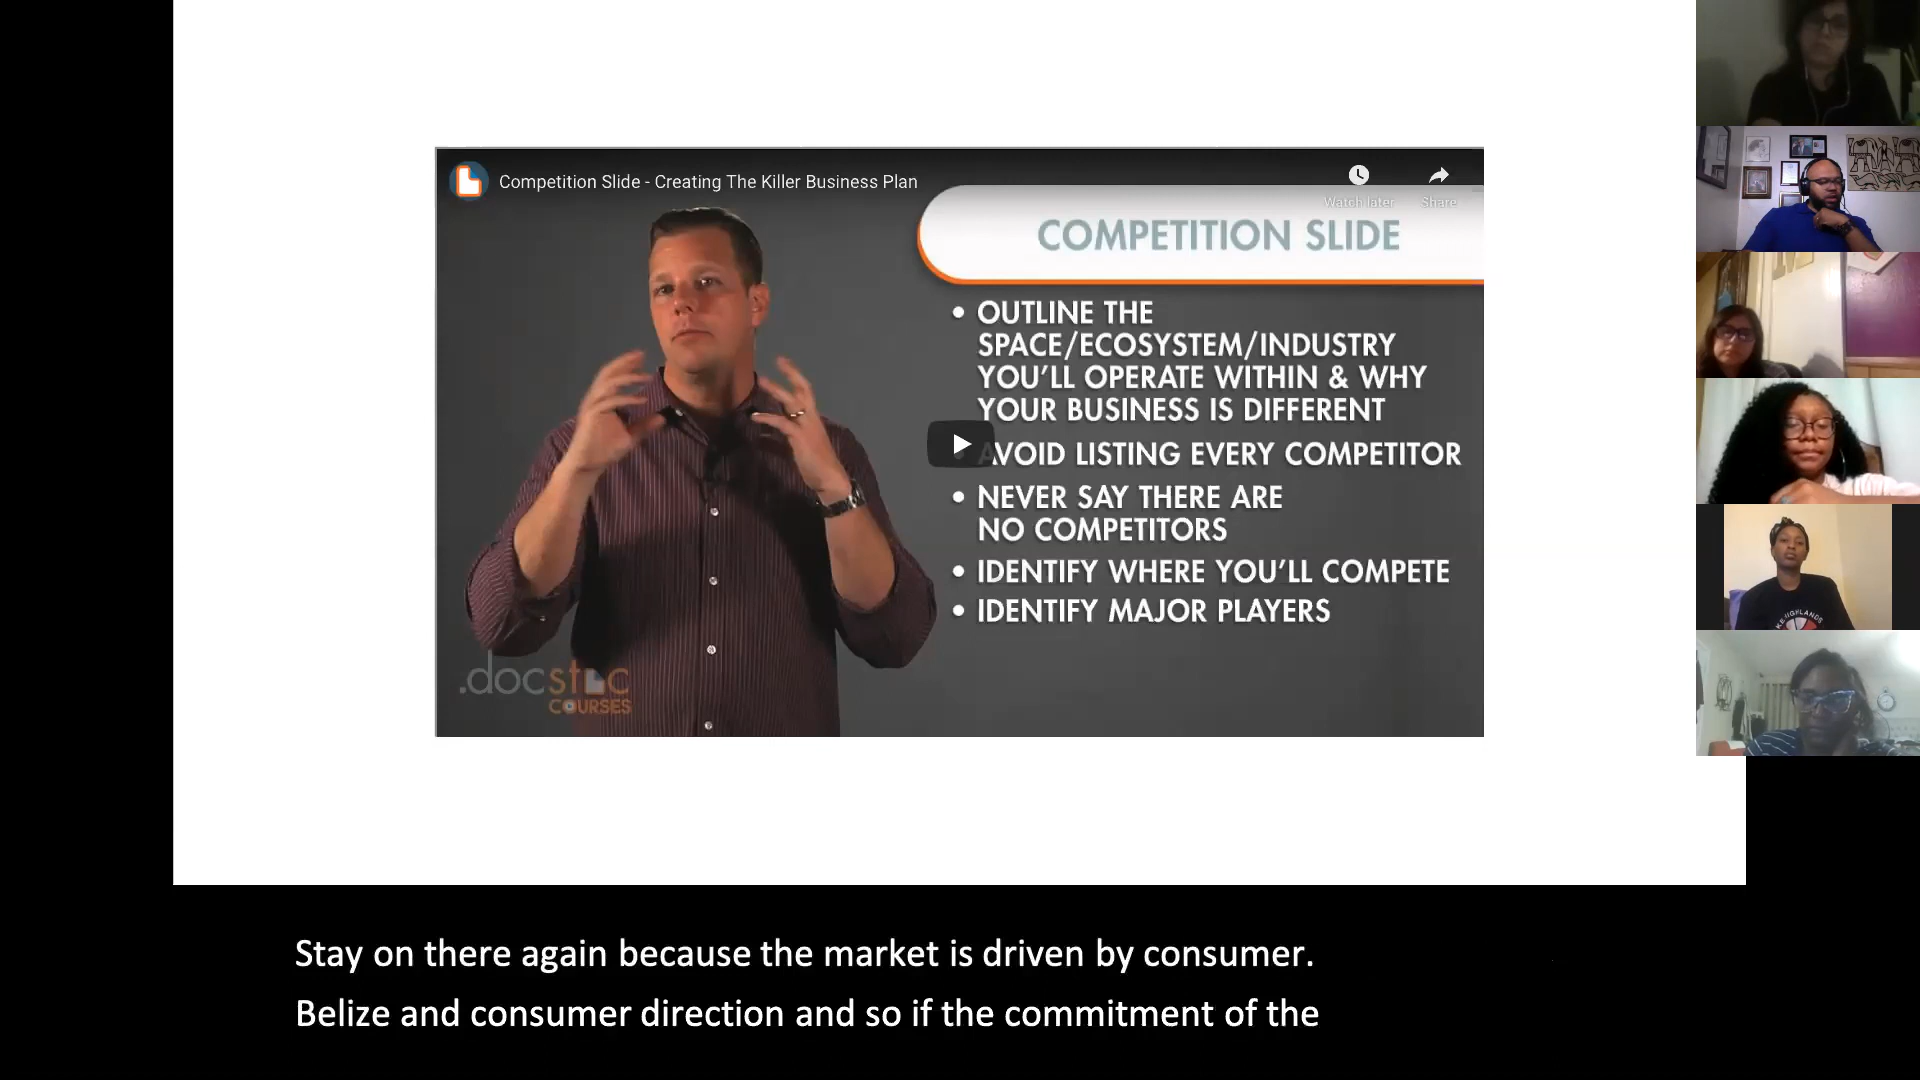 Competition Slide - Creating The Killer Business Plan
Watch later
Share
COMPETITION SLIDE
• OUTLINE THE
SPACE/ECOSYSTEM/INDUSTRY
YOU'LL OPERATE WITHIN & WHY
YOUR BUSINESS IS DIFFERENT
AVOID LISTING EVERY COMPETITOR
• NEVER SAY THERE ARE
NO COMPETITORS
• IDENTIFY WHERE YOU'LL COMPETE
• IDENTIFY MAJOR PLAYERS
.docstoc
COURSES
HIGHLANDS
Stay on there again because the market is driven by consumer.
Belize and consumer direction and so if the commitment of the